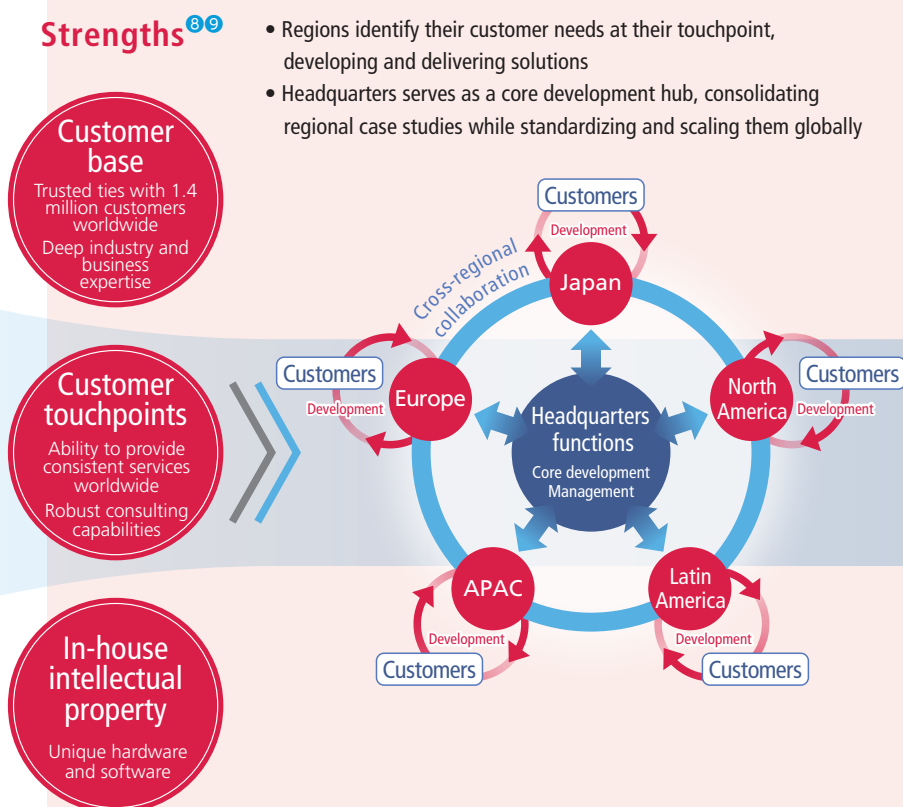 Strengths⑧⑨
• Regions identify their customer needs at their touchpoint,
developing and delivering solutions
• Headquarters serves as a core development hub, consolidating
regional case studies while standardizing and scaling them globally
Customer
base
Trusted ties with 1.4
million customers
worldwide
Deep industry and
business
expertise
Customer
touchpoints
Ability to provide
consistent services
worldwide
Robust consulting
capabilities
In-house
intellectual
property
Unique hardware
and software
Cross-regional
collaboration
Customers
Development
Japan
Customers
Development
Europe
North
America
Customers
Development
Headquarters
functions
Core development
Management
APAC
Development
Customers
Latin
America
Development
Customers